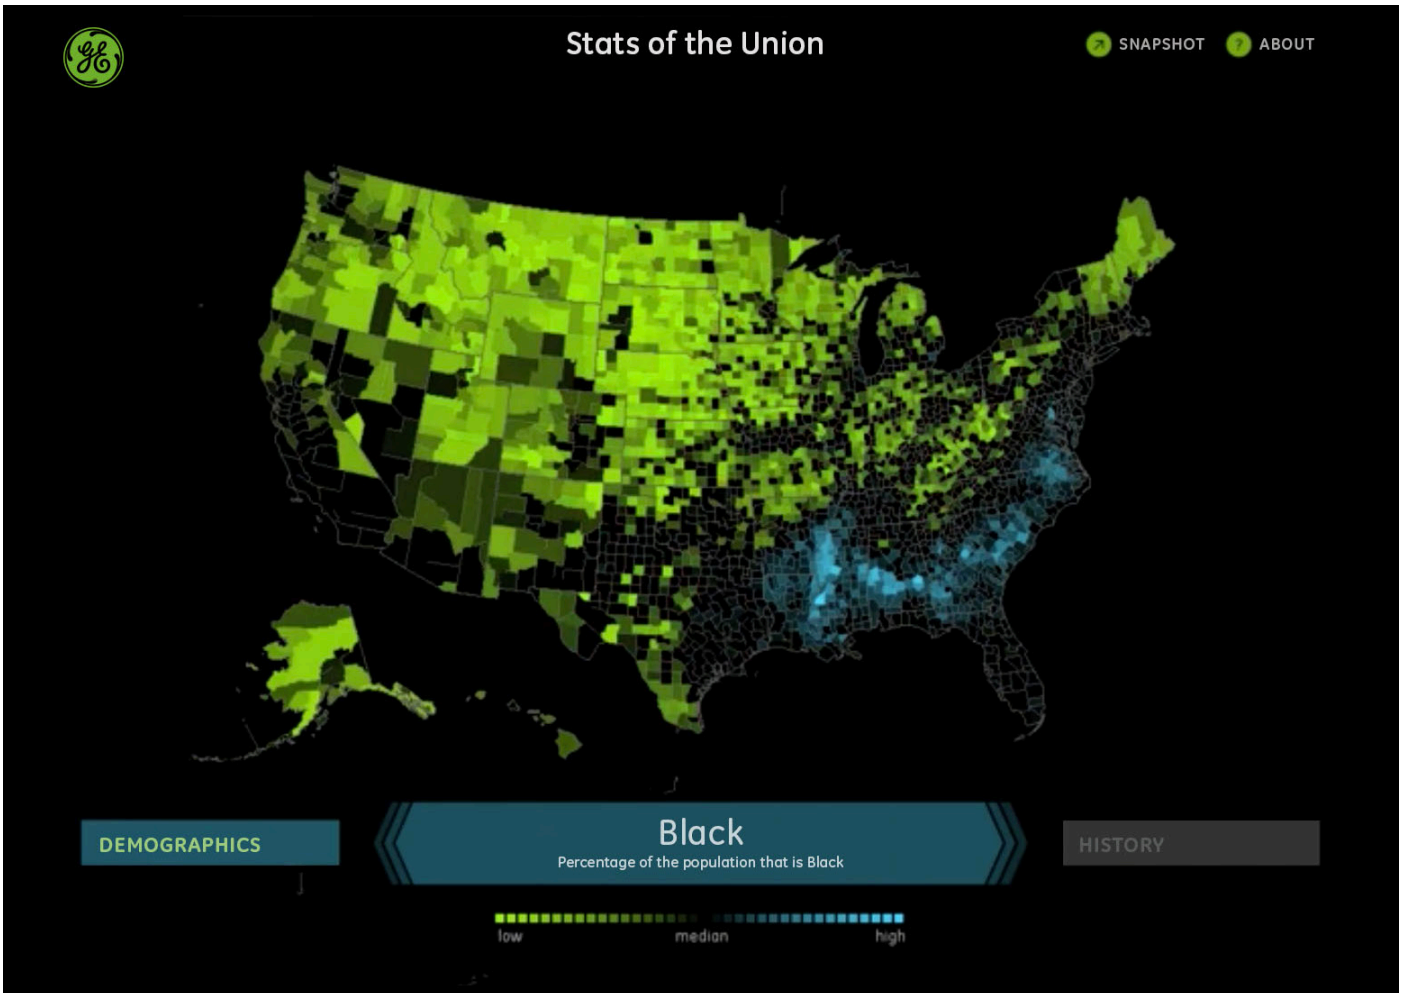 GE
Stats of the Union
SNAPSHOT
ABOUT
DEMOGRAPHICS
Black
Percentage of the population that is Black
HISTORY
low
median
high